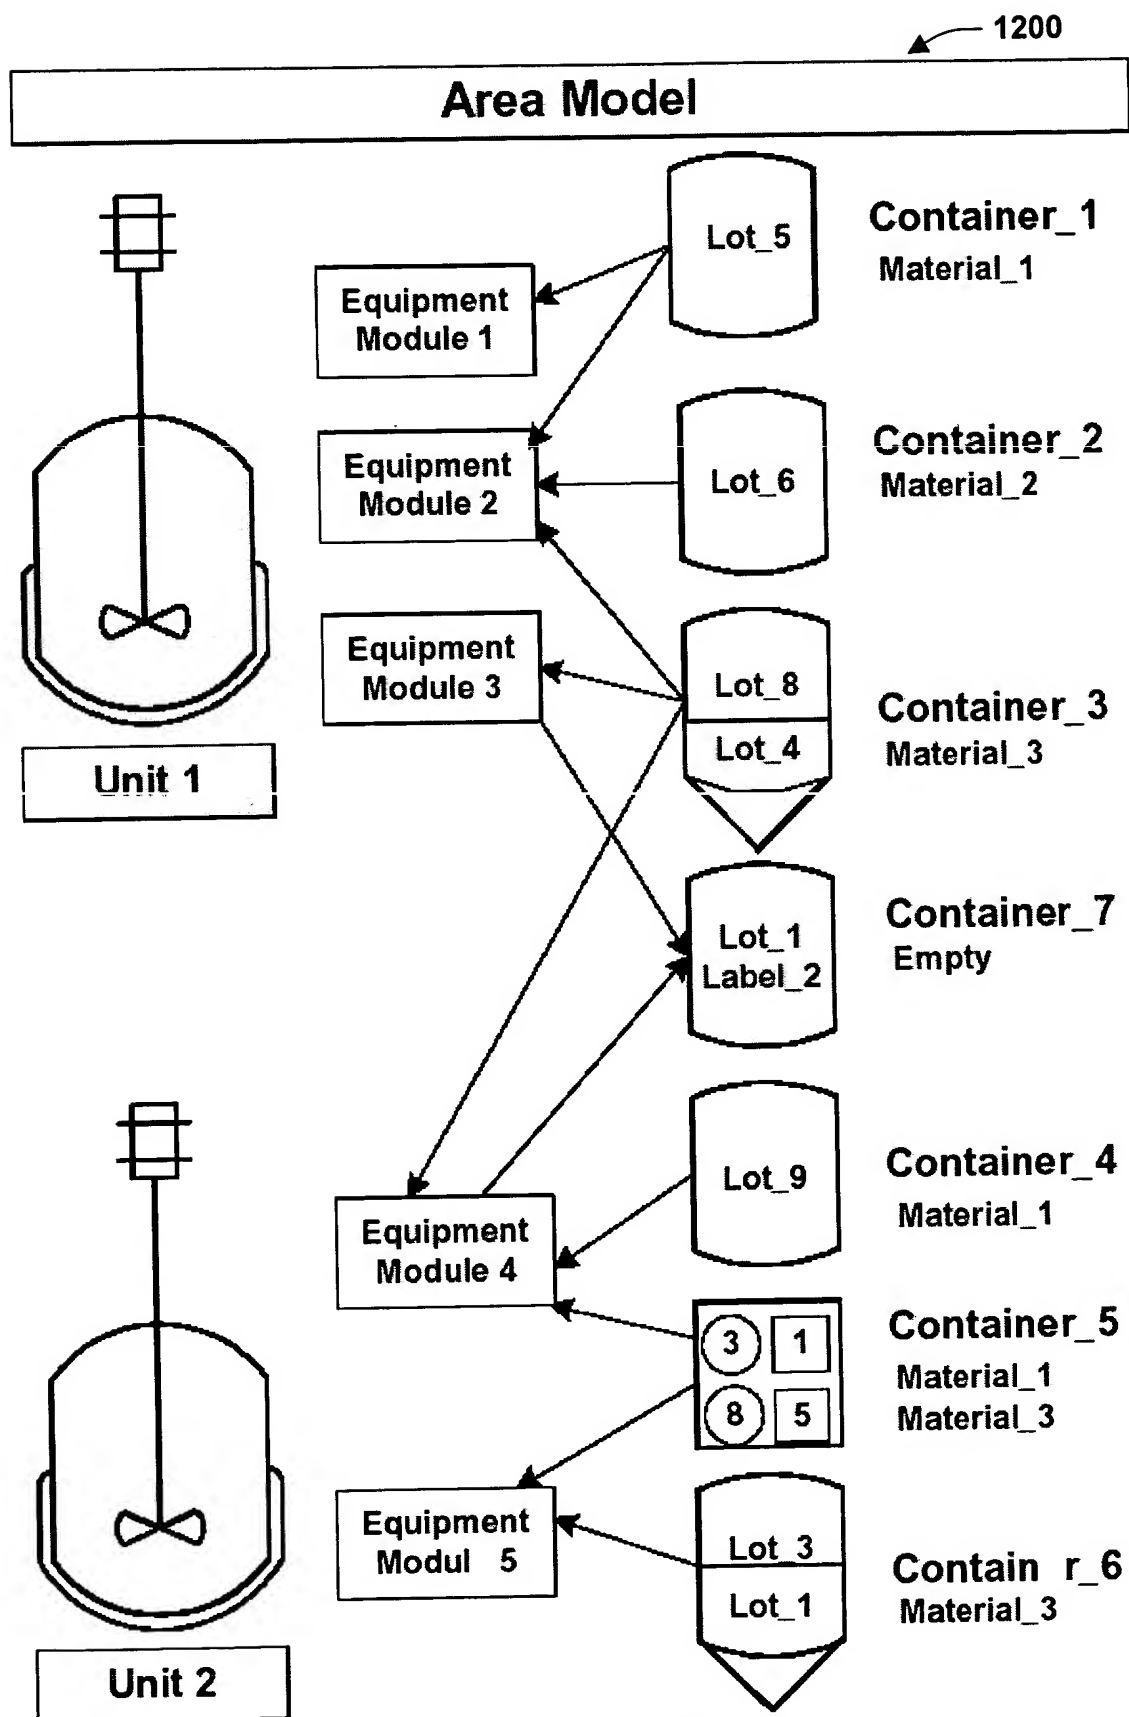 1200
Area Model
Lot_5
Container_1
Material_1
Equipment
Module 1
Equipment
Module 2
Lot_6
Container_2
Material_2
Equipment
Module 3
Lot_8
Lot_4
Container_3
Material_3
Unit 1
Lot_1
Label_2
Container_7
Empty
Lot_9
Container_4
Material_1
Equipment
Module 4
3 1
8 5
Container_5
Material_1
Material_3
Equipment
Modul 5
Lot_3
Lot_1
Contain r_6
Material_3
Unit 2